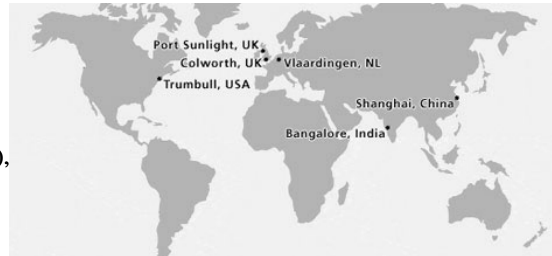 Port Sunlight, UK
Colworth, UK
Vlaardingen, NL
Trumbull, USA
Shanghai, China
Bangalore, India
),